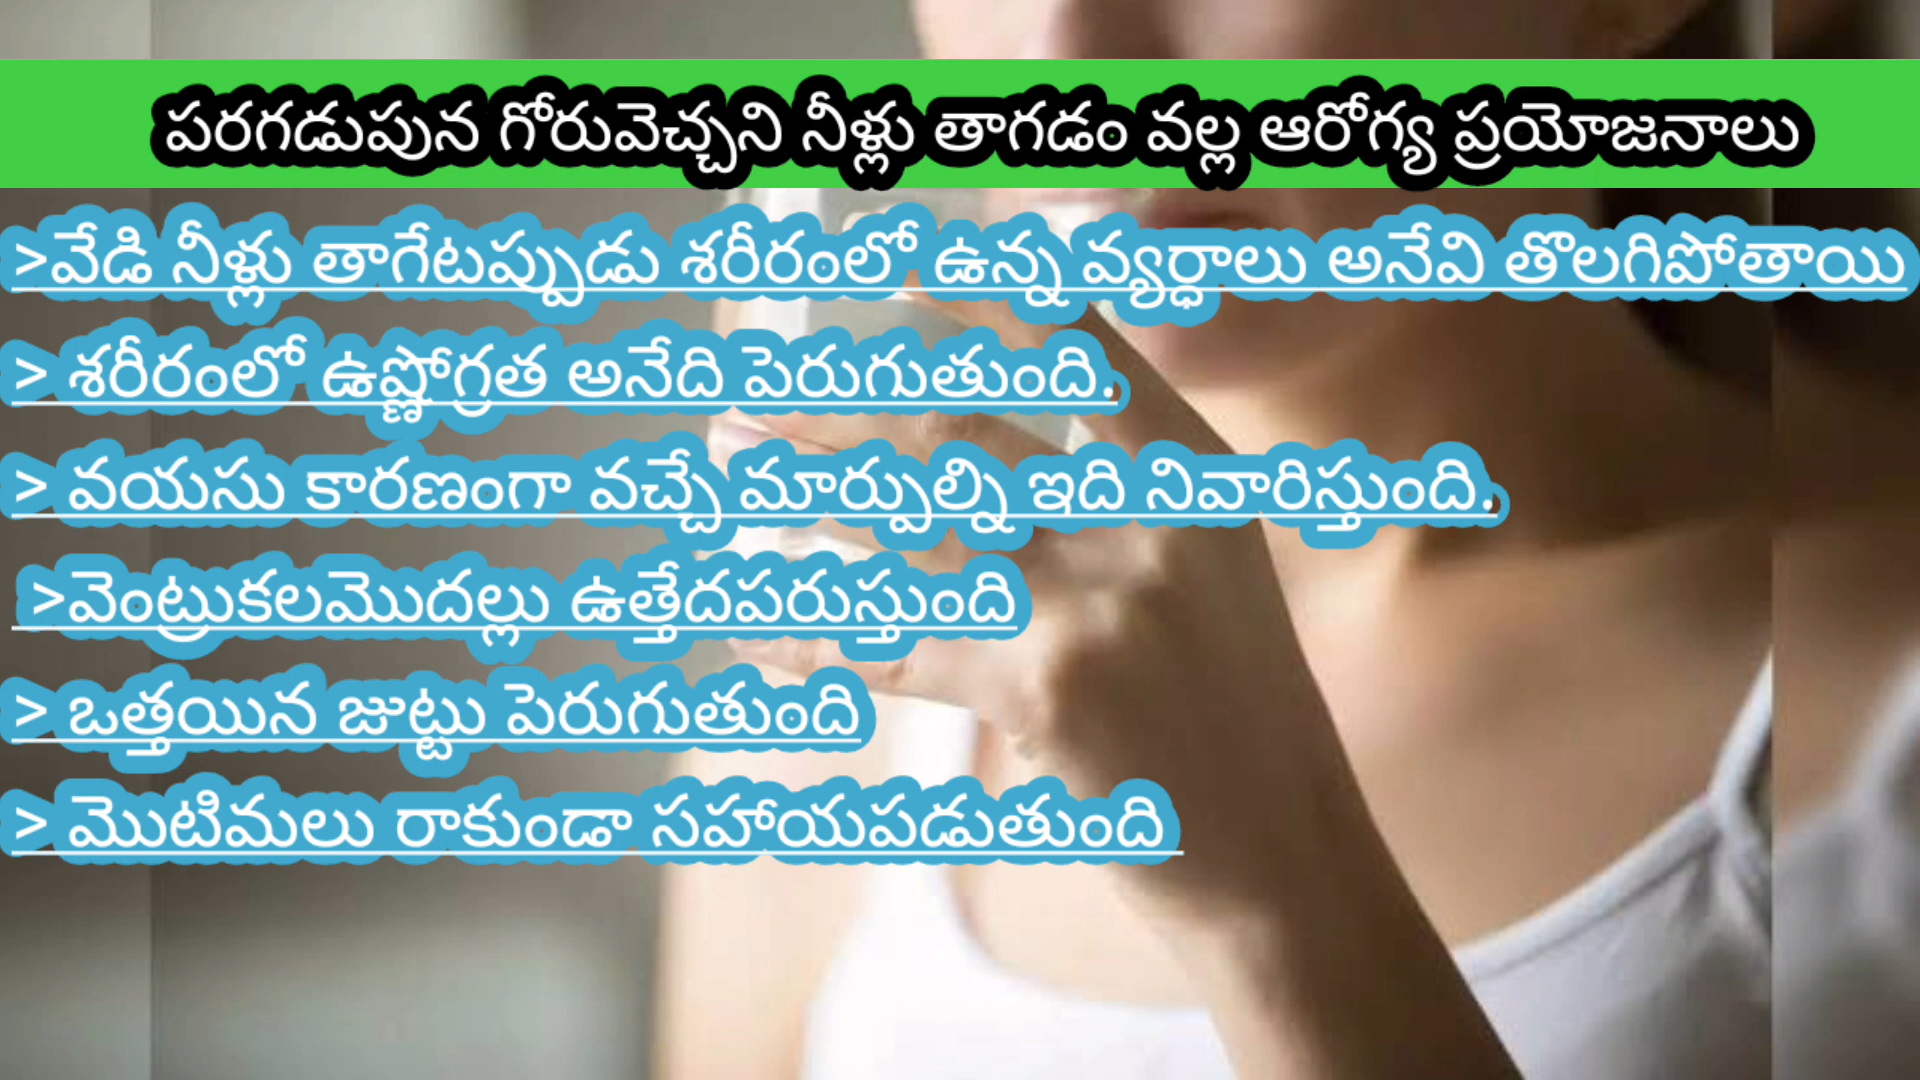 పరగడుపున గోరువెచ్చని నీళ్లు తాగడం వల్ల ఆరోగ్య ప్రయోజనాలు
>వేడి నీళ్లు తాగేటప్పుడు శరీరంలో ఉన్న వ్యర్ధాలు అనేవి తొలగిపోతాయి
> శరీరంలో ఉష్ణోగ్రత అనేది పెరుగుతుంది.
> వయసు కారణంగా వచ్చే మార్పుల్ని ఇది నివారిస్తుంది.
>వెంట్రుకలమొదల్లు ఉత్తేదపరుస్తుంది
> ఒత్తయిన జుట్టు పెరుగుతుంది
> మొటిమలు రాకుండా సహాయపడుతుంది